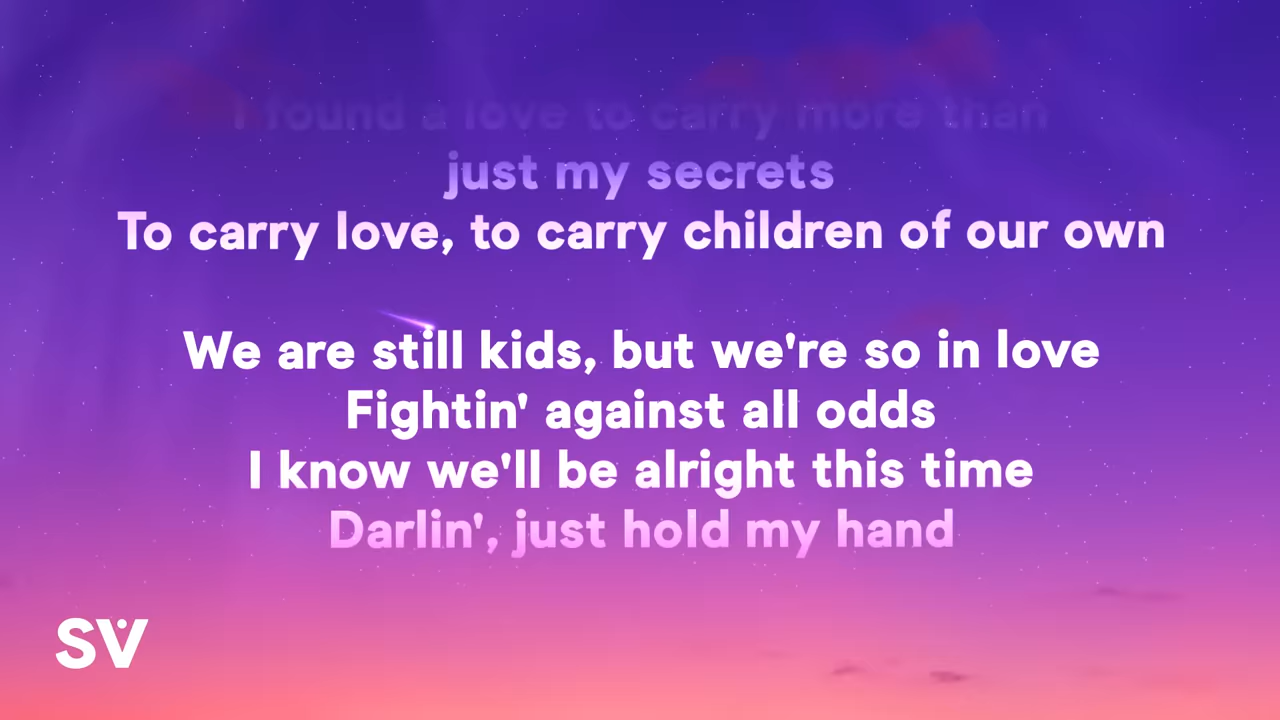 I found a love to carry more than
just my secrets
To carry love, to carry children of our own
We are still kids, but we're so in love
Fightin' against all odds
I know we'll be alright this time
Darlin', just hold my hand
SV